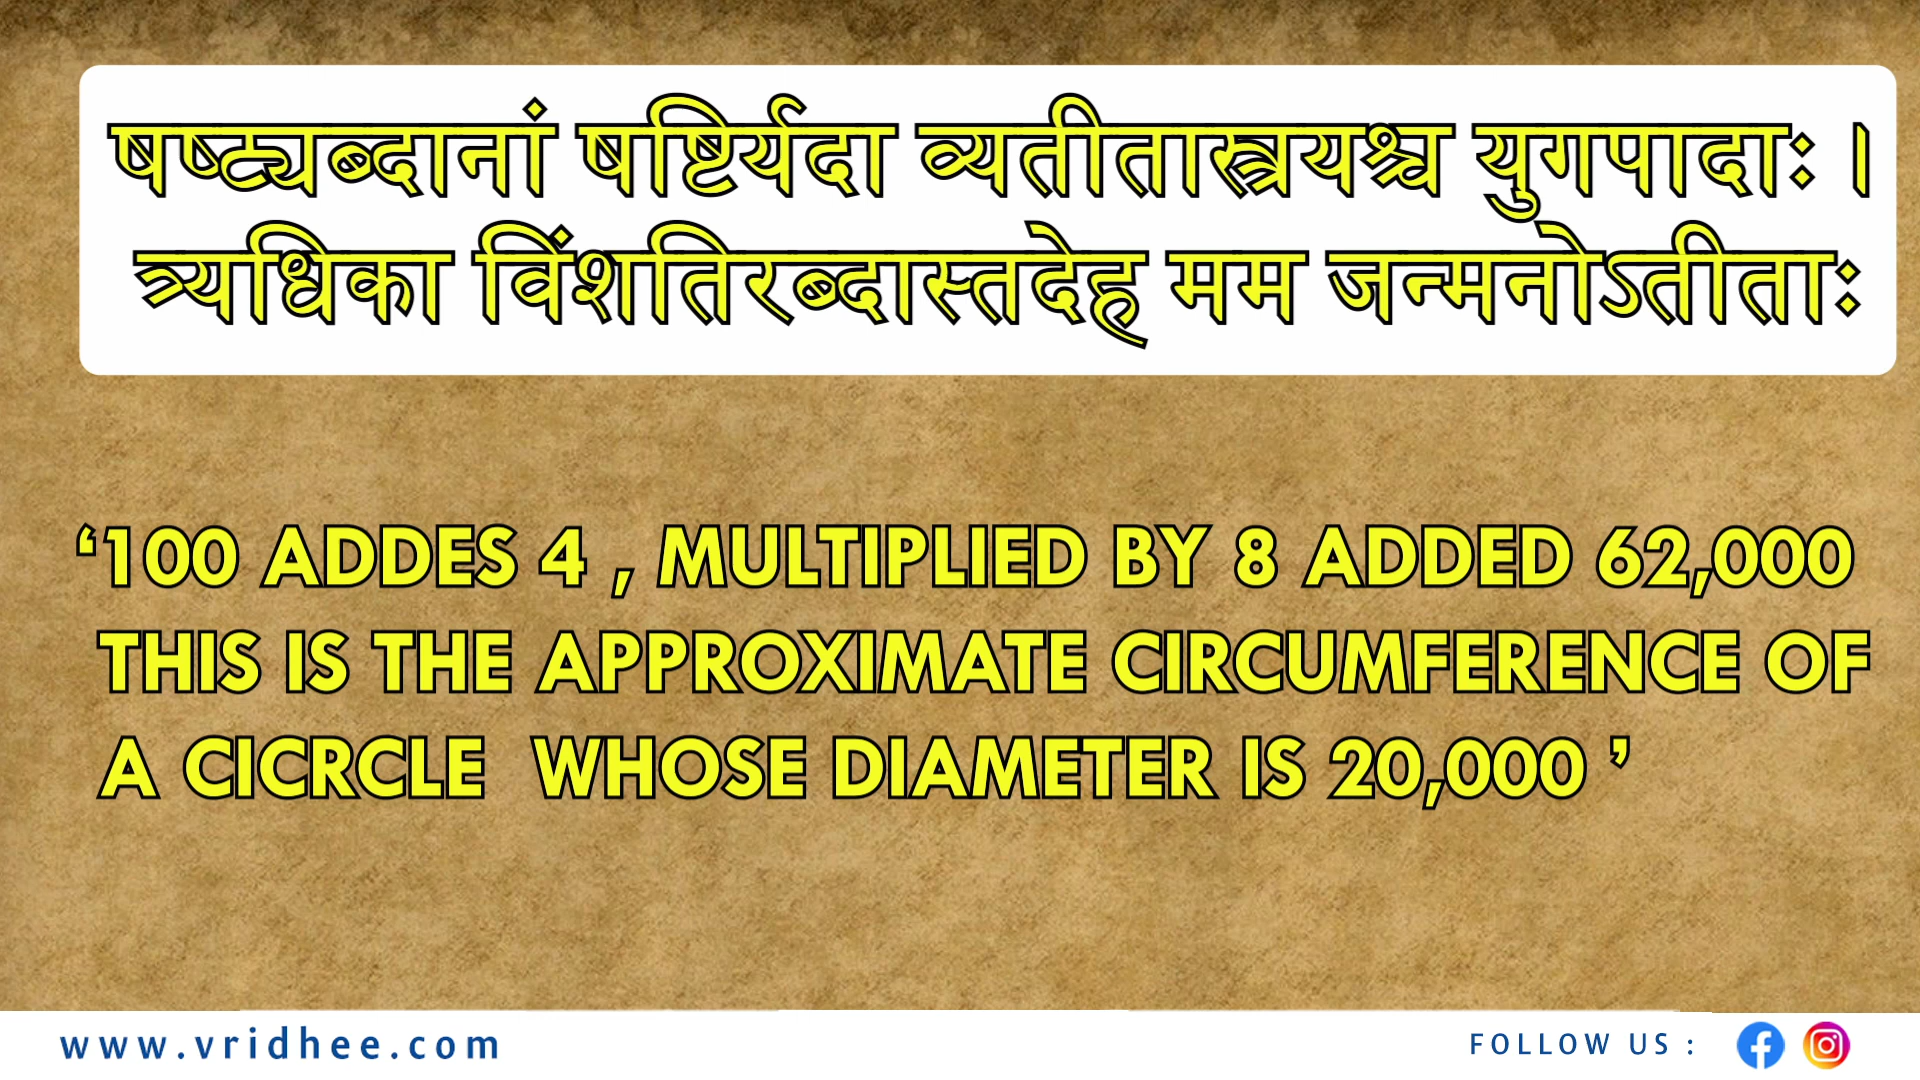 षष्ट्यब्दानां षष्टिर्यदा व्यतीतास्त्रयश्च युगपादाः ।
त्र्यधिका विंशतिरब्दास्तदेह मम जन्मनोऽतीताः
‘100 ADDES 4 , MULTIPLIED BY 8 ADDED 62,000
THIS IS THE APPROXIMATE CIRCUMFERENCE OF
A CICRCLE WHOSE DIAMETER IS 20,000 ’
www.vridhee.com
FOLLOW US :